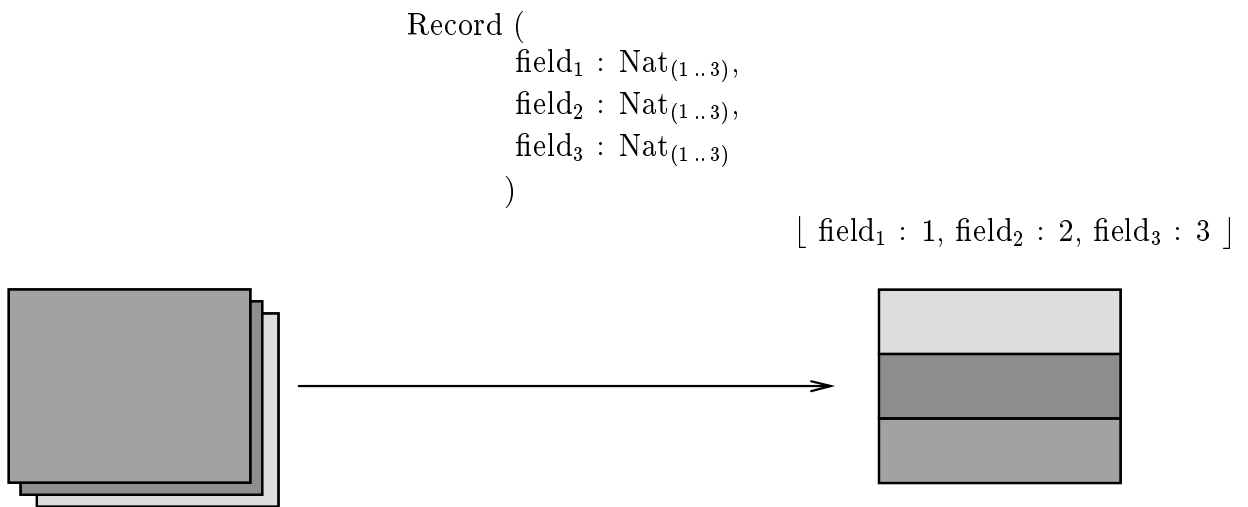 Record (
field₁ : Nat₍₁ .. ₃₎,
field₂ : Nat₍₁ .. ₃₎,
field₃ : Nat₍₁ .. ₃₎
)
⌊ field₁ : 1, field₂ : 2, field₃ : 3 ⌋